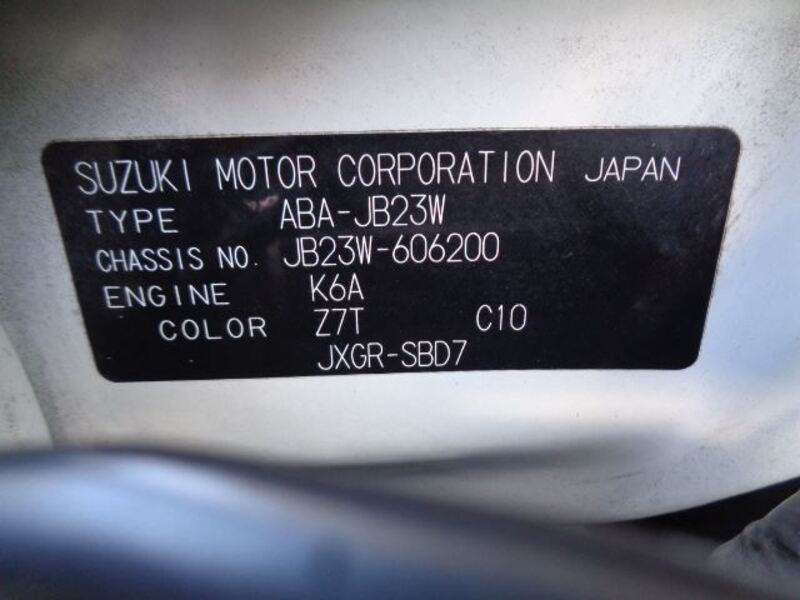 SUZUKI MOTOR CORPORATION JAPAN
TYPE ABA-JB23W
CHASSIS NO. JB23W-606200
ENGINE K6A
COLOR Z7T C10
JXGR-SBD7